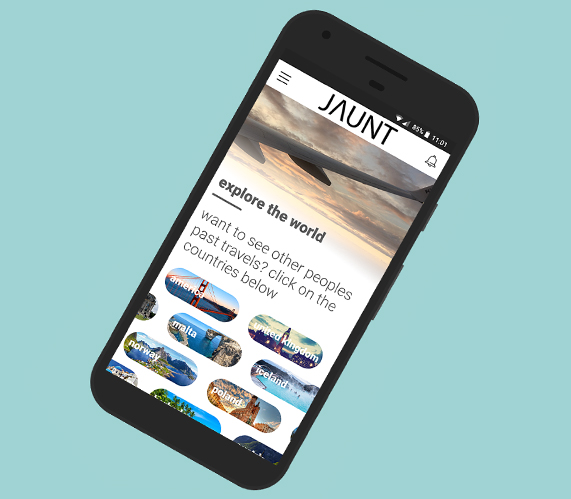 JAUNT
85% 11:01
explore the world
want to see other peoples
past travels? click on the
countries below
america
united kingdom
malta
iceland
norway
poland